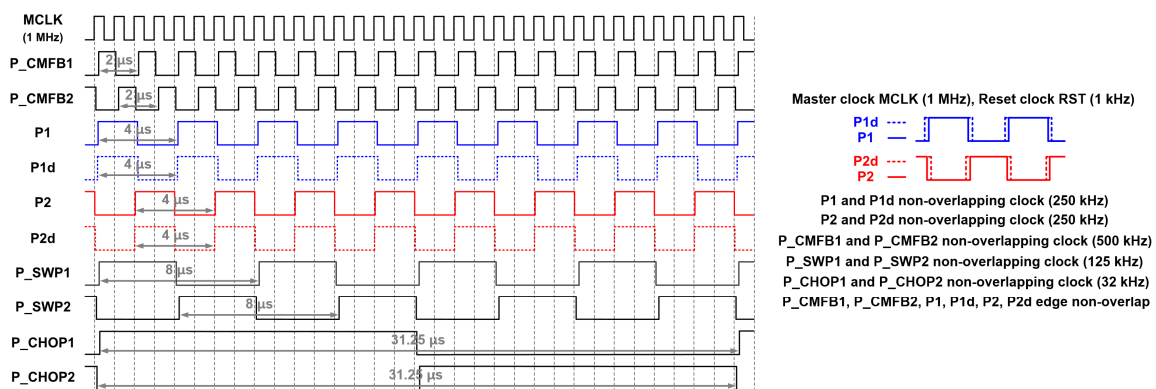 MCLK
(1 MHz)
P_CMFB1
2 µs
P_CMFB2
2 µs
P1
4 µs
P1d
4 µs
P2
4 µs
P2d
4 µs
P_SWP1
8 µs
P_SWP2
8 µs
P_CHOP1
31.25 µs
P_CHOP2
31.25 µs
Master clock MCLK (1 MHz), Reset clock RST (1 kHz)
P1d
P1
P2d
P2
P1 and P1d non-overlapping clock (250 kHz)
P2 and P2d non-overlapping clock (250 kHz)
P_CMFB1 and P_CMFB2 non-overlapping clock (500 kHz)
P_SWP1 and P_SWP2 non-overlapping clock (125 kHz)
P_CHOP1 and P_CHOP2 non-overlapping clock (32 kHz)
P_CMFB1, P_CMFB2, P1, P1d, P2, P2d edge non-overlap